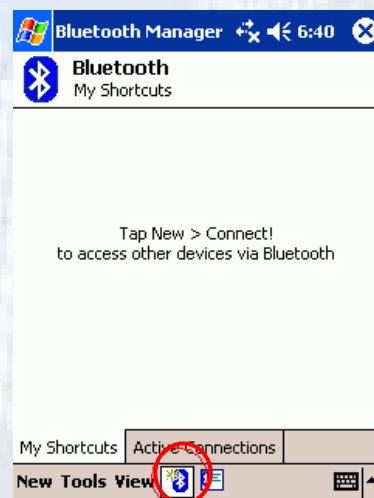 Bluetooth Manager 6:40
Bluetooth
My Shortcuts
Tap New > Connect!
to access other devices via Bluetooth
My Shortcuts Active Connections
New Tools View